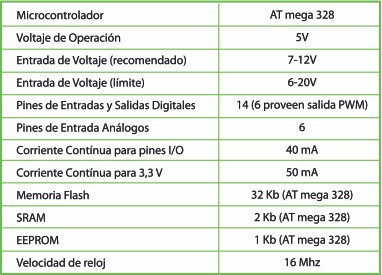 Microcontrolador AT mega 328
Voltaje de Operación 5V
Entrada de Voltaje (recomendado) 7-12V
Entrada de Voltaje (límite) 6-20V
Pines de Entradas y Salidas Digitales 14 (6 proveen salida PWM)
Pines de Entrada Análogos 6
Corriente Contínua para pines I/O 40 mA
Corriente Contínua para 3,3 V 50 mA
Memoria Flash 32 Kb (AT mega 328)
SRAM 2 Kb (AT mega 328)
EEPROM 1 Kb (AT mega 328)
Velocidad de reloj 16 Mhz